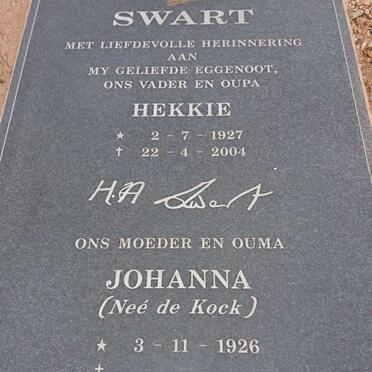 SWART
MET LIEFDEVOLLE HERINNERING
AAN
MY GELIEFDE EGGENOOT,
ONS VADER EN OUPA
HEKKIE
★ 2 - 7 - 1927
† 22 - 4 - 2004
H.A Swart
ONS MOEDER EN OUMA
JOHANNA
(Neé de Kock)
★ 3 - 11 - 1926
†